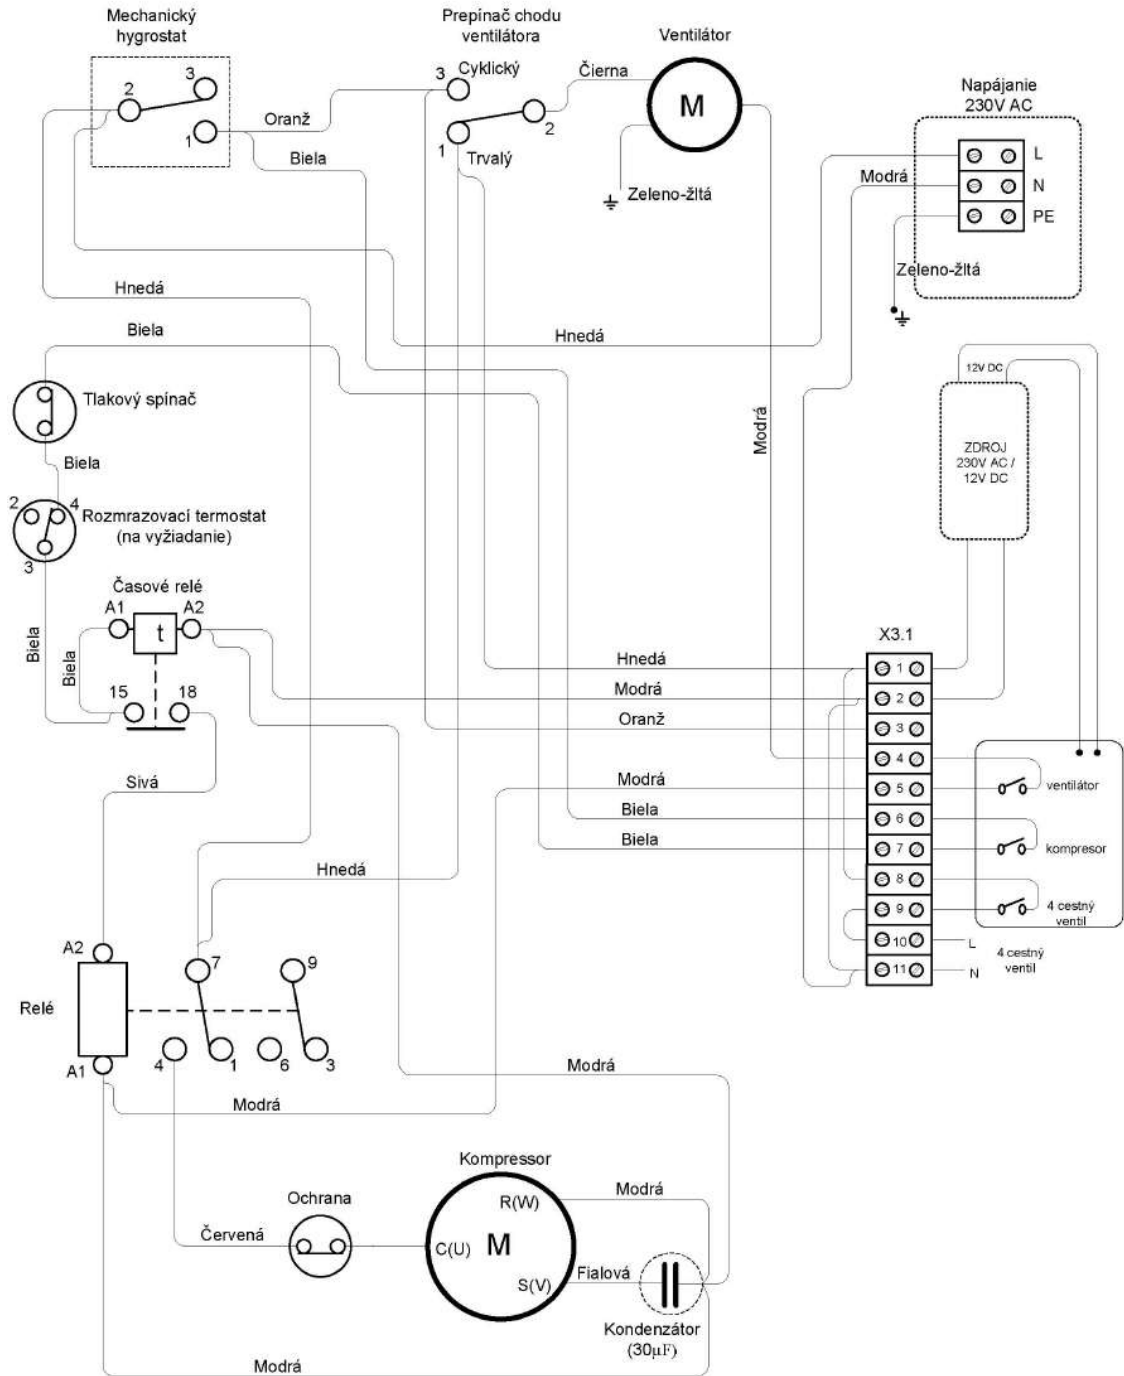 Mechanický
hygrostat
3
2
1
Oranž
Biela
Prepínač chodu
ventilátora
3
Cyklický
2
1
Trvalý
Čierna
Ventilátor
M
Zeleno-žltá
Napájanie
230V AC
L
Modrá
N
PE
Zeleno-žltá
Hnedá
Biela
Hnedá
Tlakový spínač
Biela
2
4
Rozmrazovací termostat
(na vyžiadanie)
3
Modrá
12V DC
ZDROJ
230V AC /
12V DC
Časové relé
A1
A2
t
Biela
Biela
15
18
Sivá
X3.1
Hnedá
1
Modrá
2
Oranž
3
4
Modrá
5
ventilátor
Biela
6
Biela
7
kompresor
8
9
4 cestný
ventil
10
L
11
N
4 cestný
ventil
Hnedá
A2
7
9
Relé
A1
4
1
6
3
Modrá
Modrá
Kompressor
R(W)
Modrá
Ochrana
Červená
C(U)
M
S(V)
Fialová
Kondenzátor
(30µF)
Modrá